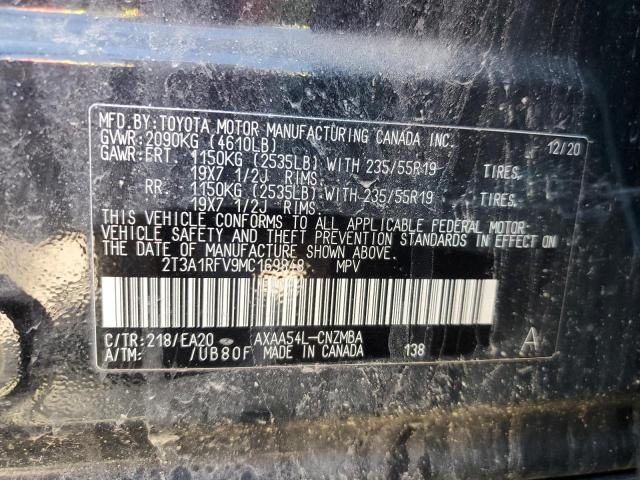 MFD.BY:TOYOTA MOTOR MANUFACTURING CANADA INC.
GVWR:2090KG (4610LB) 12/20
GAWR:FRT. 1150KG (2535LB) WITH 235/55R19 TIRES,
19X7 1/2J RIMS,
RR. 1150KG (2535LB) WITH 235/55R19 TIRES,
19X7 1/2J RIMS.
THIS VEHICLE CONFORMS TO ALL APPLICABLE FEDERAL MOTOR
VEHICLE SAFETY AND THEFT PREVENTION STANDARDS IN EFFECT ON
THE DATE OF MANUFACTURE SHOWN ABOVE.
2T3A1RFV9MC169848 MPV
C/TR:218/EA20 AXAA54L-CNZMBA A
A/TM: /UB80F MADE IN CANADA 138